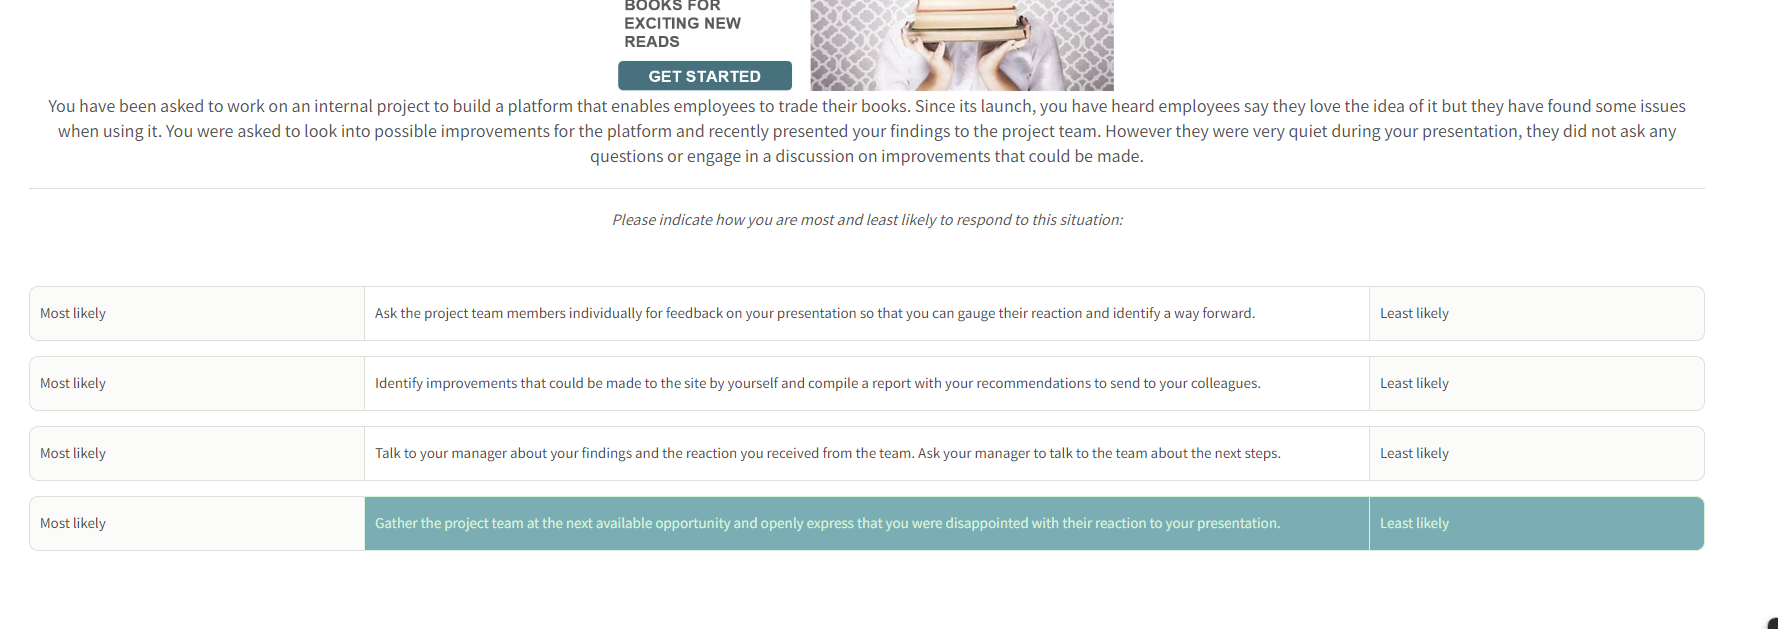 BOOKS FOR
EXCITING NEW
READS
GET STARTED
You have been asked to work on an internal project to build a platform that enables employees to trade their books. Since its launch, you have heard employees say they love the idea of it but they have found some issues
when using it. You were asked to look into possible improvements for the platform and recently presented your findings to the project team. However they were very quiet during your presentation, they did not ask any
questions or engage in a discussion on improvements that could be made.
Please indicate how you are most and least likely to respond to this situation:
Most likely Ask the project team members individually for feedback on your presentation so that you can gauge their reaction and identify a way forward. Least likely
Most likely Identify improvements that could be made to the site by yourself and compile a report with your recommendations to send to your colleagues. Least likely
Most likely Talk to your manager about your findings and the reaction you received from the team. Ask your manager to talk to the team about the next steps. Least likely
Most likely Gather the project team at the next available opportunity and openly express that you were disappointed with their reaction to your presentation. Least likely